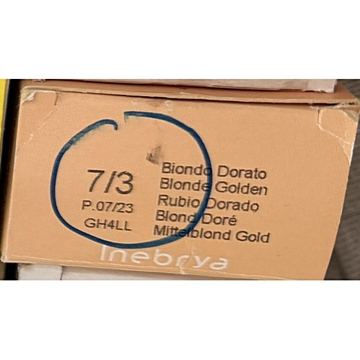 7/3
P.07/23
GH4LL
Biondo Dorato
Blonde Golden
Rubio Dorado
Blond Doré
Mittelblond Gold
Inebrya